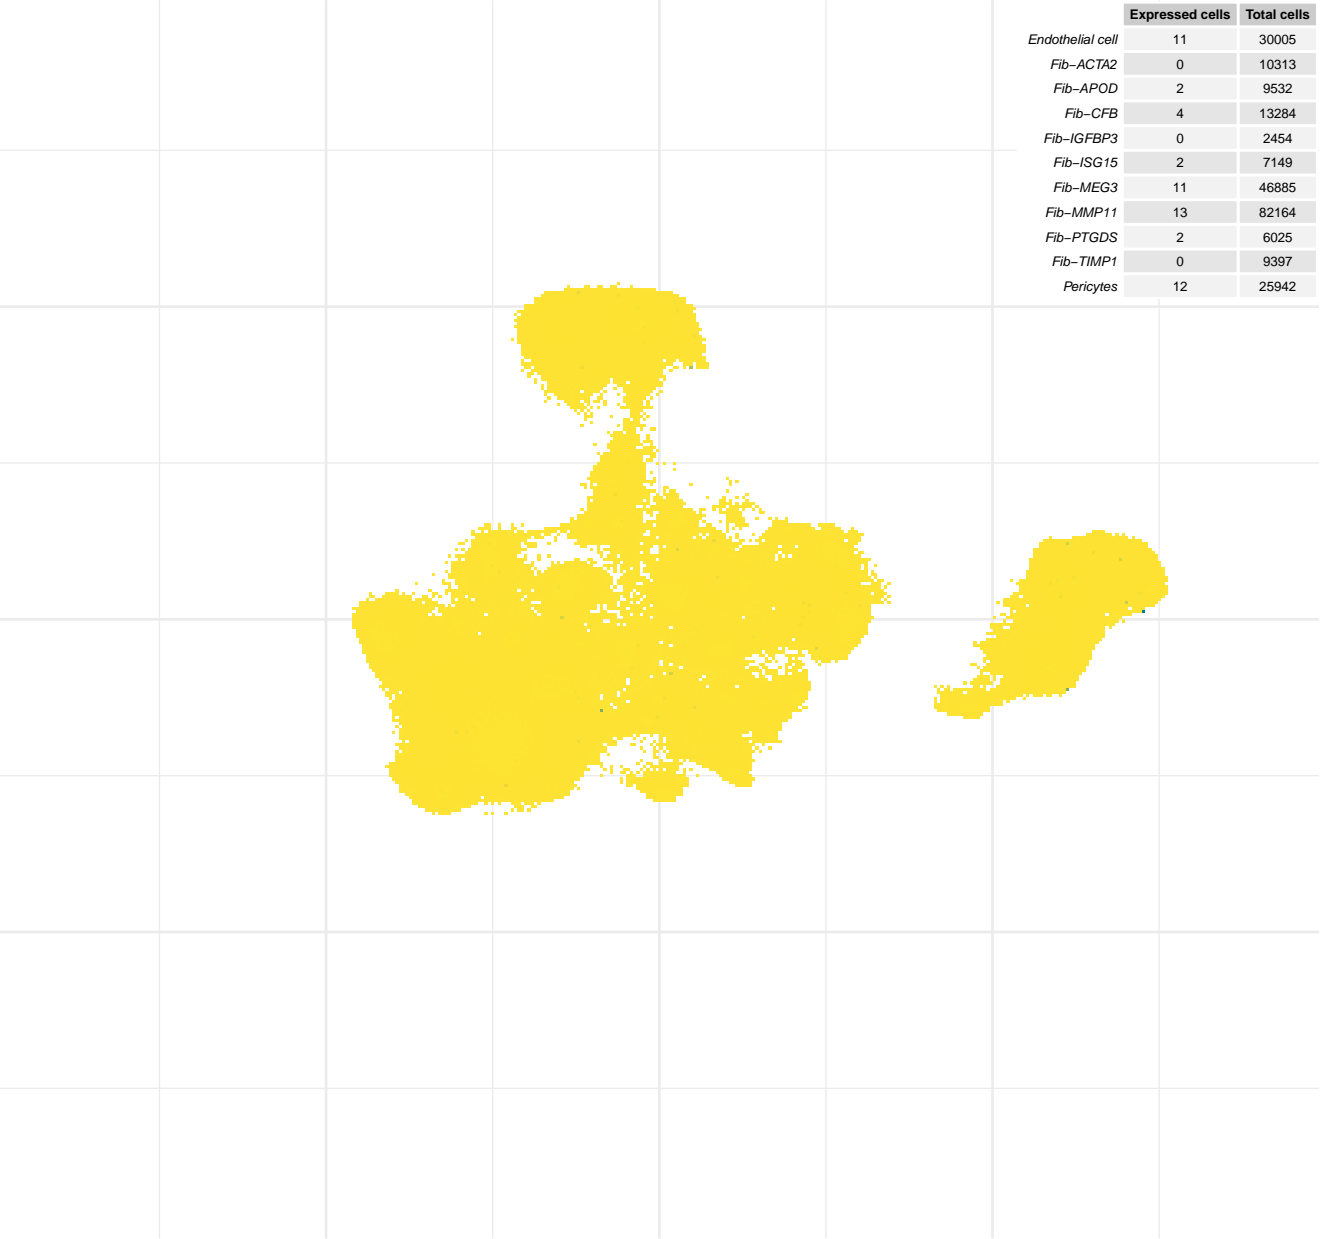 Expressed cells Total cells
Endothelial cell 11 30005
Fib−ACTA2 0 10313
Fib−APOD 2 9532
Fib−CFB 4 13284
Fib−IGFBP3 0 2454
Fib−ISG15 2 7149
Fib−MEG3 11 46885
Fib−MMP11 13 82164
Fib−PTGDS 2 6025
Fib−TIMP1 0 9397
Pericytes 12 25942